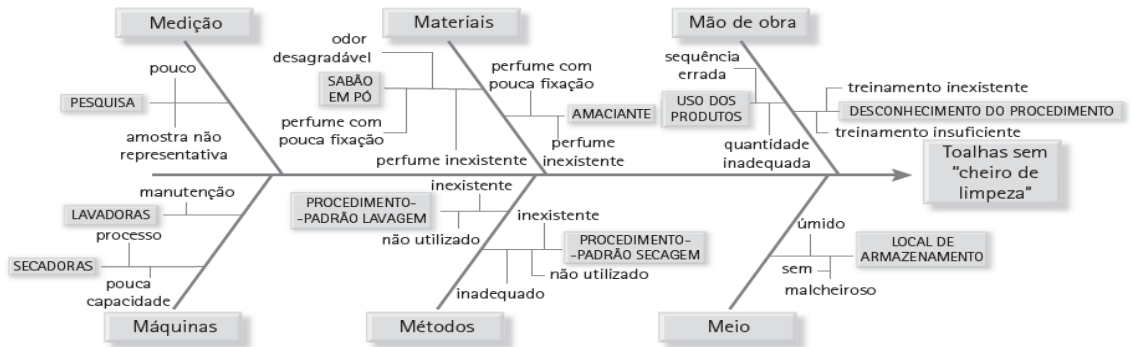 Medição
Materiais
Mão de obra
pouco
PESQUISA
amostra não
representativa
odor
desagradável
SABÃO
EM PÓ
perfume com
pouca fixação
perfume inexistente
perfume com
pouca fixação
AMACIANTE
perfume
inexistente
sequência
errada
USO DOS
PRODUTOS
quantidade
inadequada
treinamento inexistente
DESCONHECIMENTO DO PROCEDIMENTO
treinamento insuficiente
Toalhas sem
"cheiro de
limpeza"
manutenção
LAVADORAS
processo
SECADORAS
pouca
capacidade
inexistente
PROCEDIMENTO-
-PADRÃO LAVAGEM
não utilizado
inexistente
PROCEDIMENTO-
-PADRÃO SECAGEM
não utilizado
inadequado
úmido
LOCAL DE
ARMAZENAMENTO
sem
malcheiroso
Máquinas
Métodos
Meio